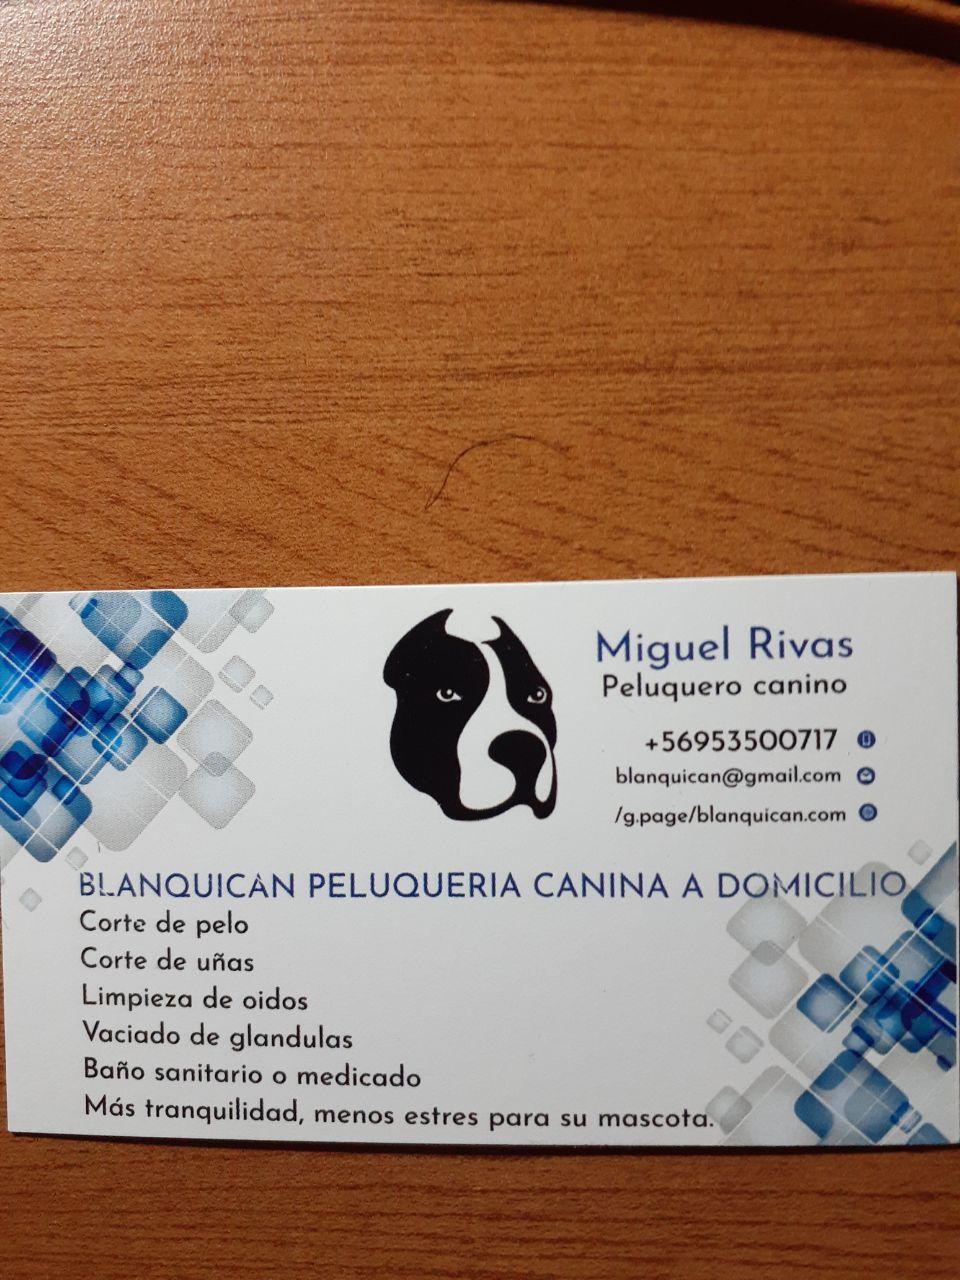 Miguel Rivas
Peluquero canino
+56953500717
blanquican@gmail.com
/g.page/blanquican.com
BLANQUICAN PELUQUERIA CANINA A DOMICILIO
Corte de pelo
Corte de uñas
Limpieza de oidos
Vaciado de glandulas
Baño sanitario o medicado
Más tranquilidad, menos estres para su mascota.